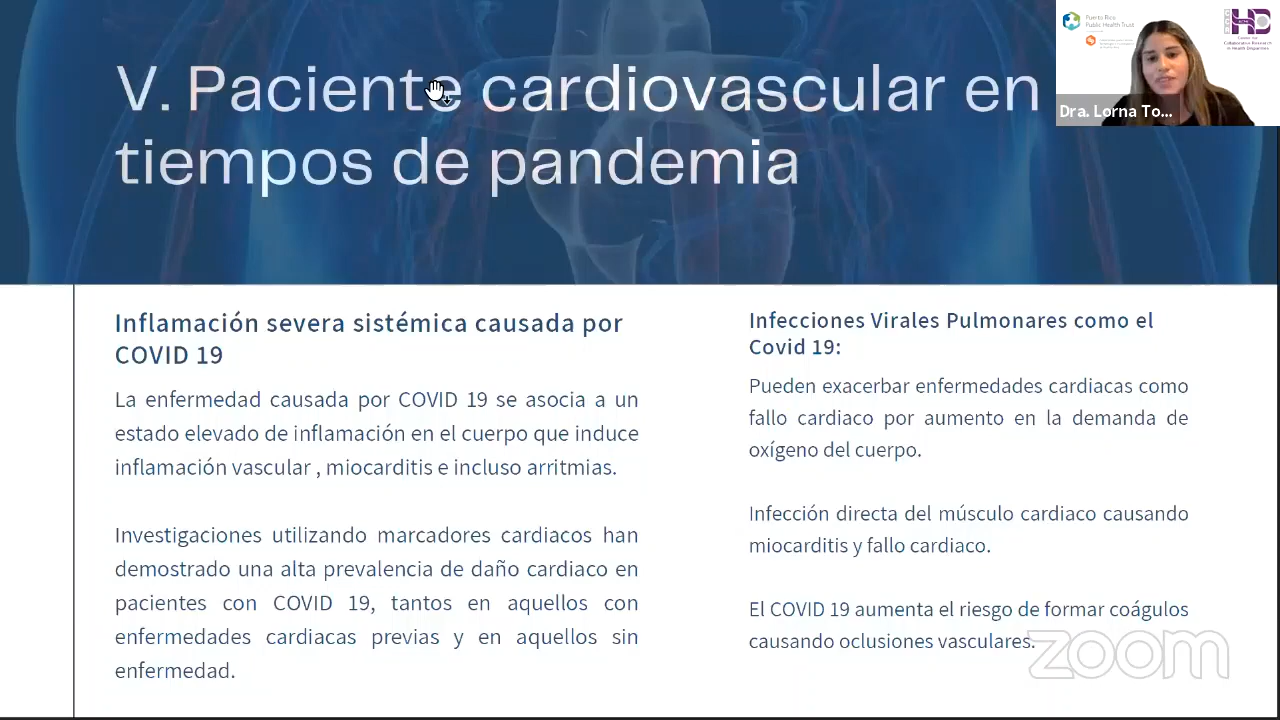 V. Paciente cardiovascular en
tiempos de pandemia
Puerto Rico
Public Health Trust
Dra. Lorna To...
Inflamación severa sistémica causada por
COVID 19
La enfermedad causada por COVID 19 se asocia a un
estado elevado de inflamación en el cuerpo que induce
inflamación vascular , miocarditis e incluso arritmias.
Investigaciones utilizando marcadores cardiacos han
demostrado una alta prevalencia de daño cardiaco en
pacientes con COVID 19, tantos en aquellos con
enfermedades cardiacas previas y en aquellos sin
enfermedad.
Infecciones Virales Pulmonares como el
Covid 19:
Pueden exacerbar enfermedades cardiacas como
fallo cardiaco por aumento en la demanda de
oxígeno del cuerpo.
Infección directa del músculo cardiaco causando
miocarditis y fallo cardiaco.
El COVID 19 aumenta el riesgo de formar coágulos
causando oclusiones vasculares.
zoom